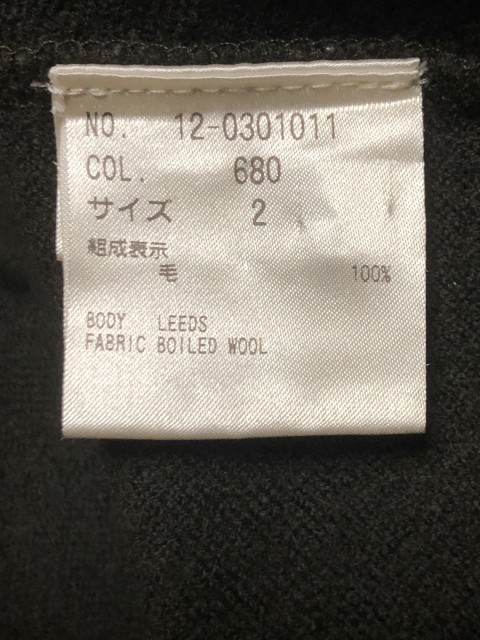 NO. 12-0301011
COL. 680
サイズ 2
組成表示
毛 100%
BODY LEEDS
FABRIC BOILED WOOL